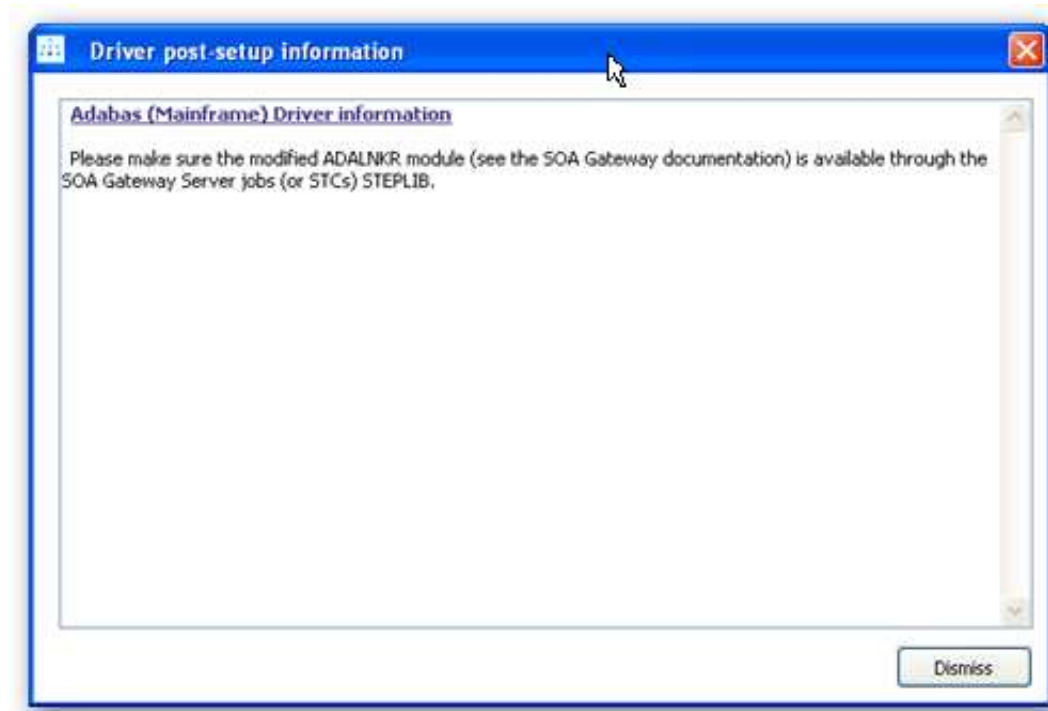 Driver post-setup information
Adabas (Mainframe) Driver information
Please make sure the modified ADALNKR module (see the SOA Gateway documentation) is available through the
SOA Gateway Server jobs (or STCs) STEPLIB.
Dismiss